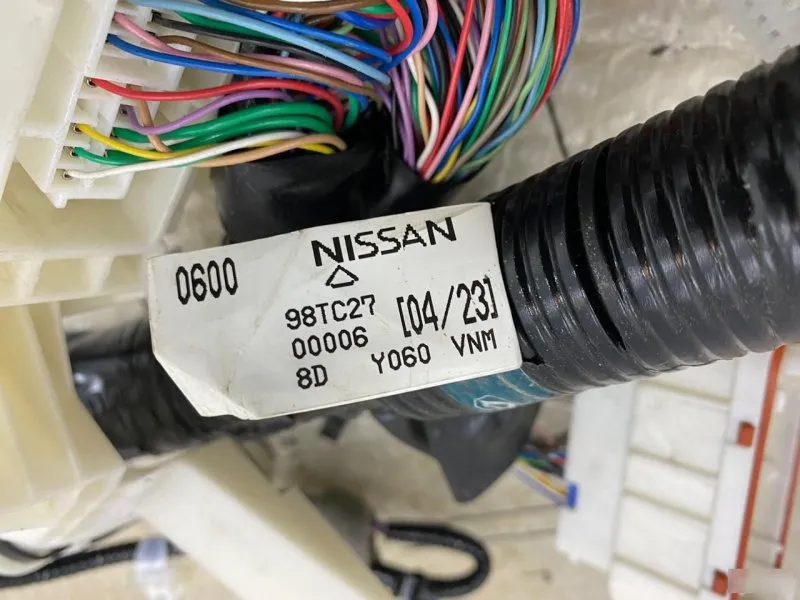 NISSAN
0600
98TC27 [04/23]
00006
8D Y060 VNM